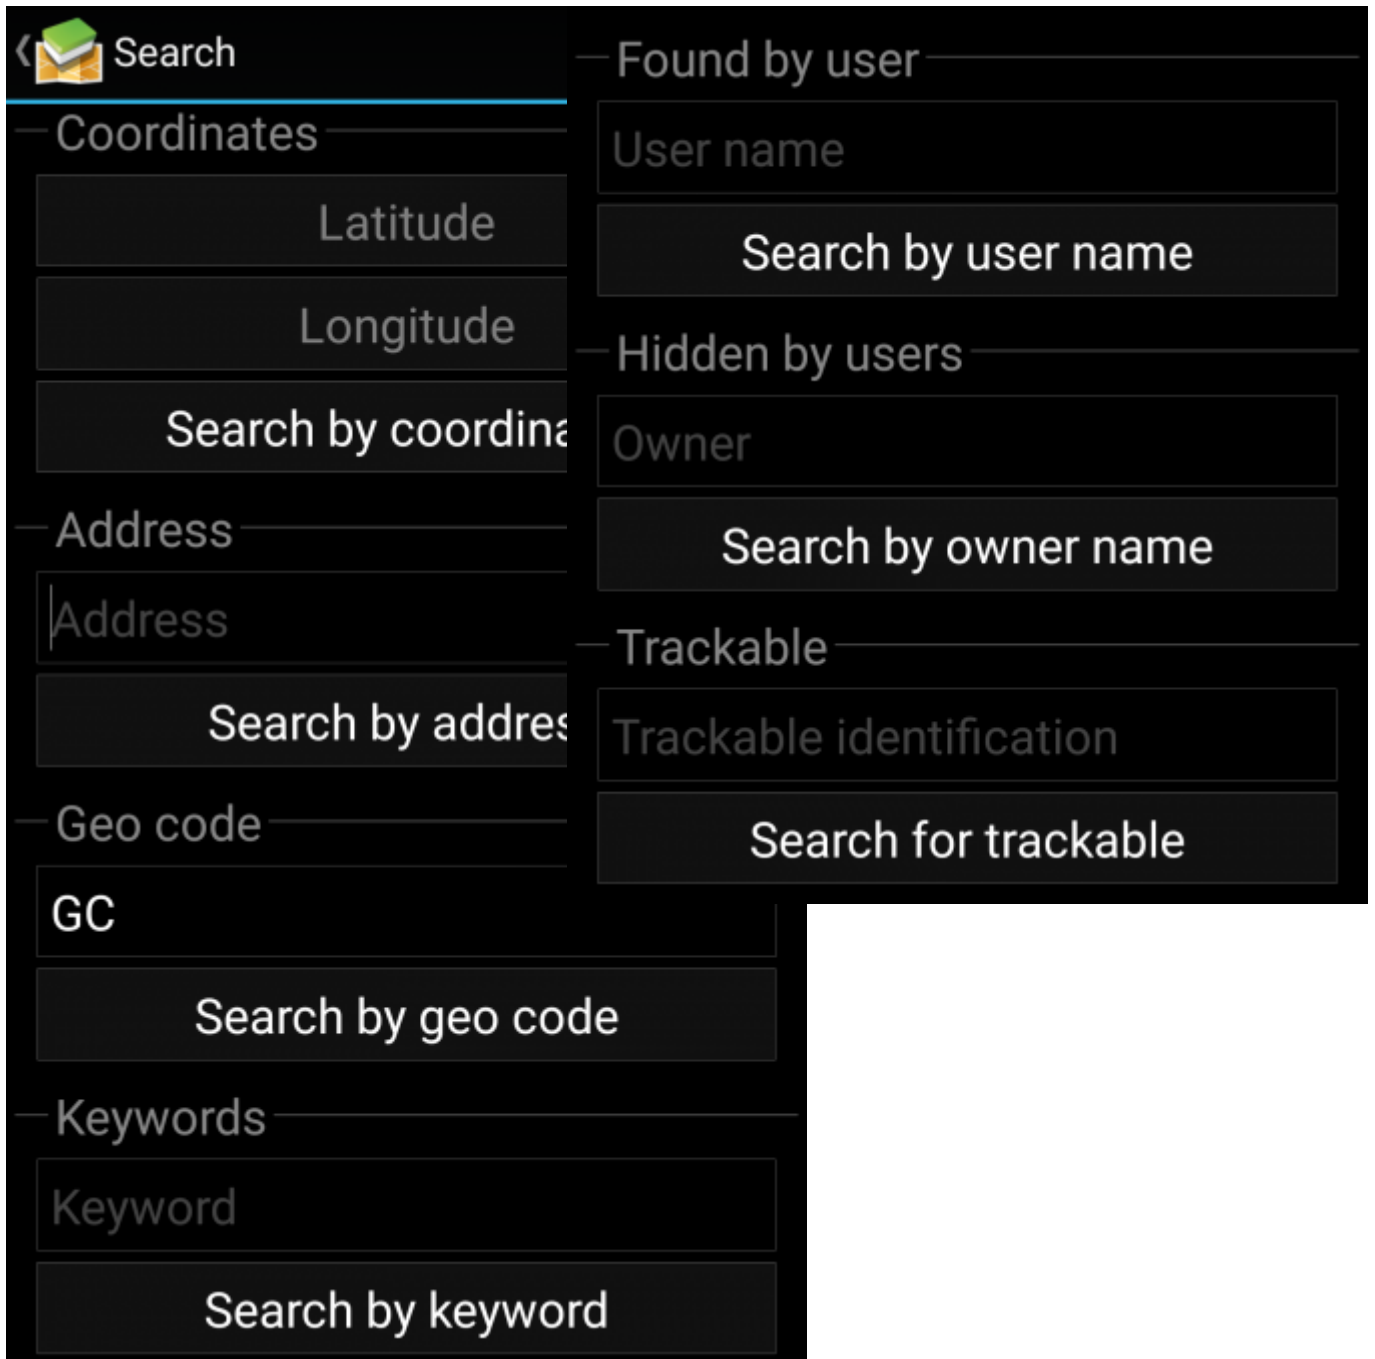 Search
Coordinates
Latitude
Longitude
Search by coordina
Address
Address
Search by addres
Geo code
GC
Search by geo code
Keywords
Keyword
Search by keyword
Found by user
User name
Search by user name
Hidden by users
Owner
Search by owner name
Trackable
Trackable identification
Search for trackable